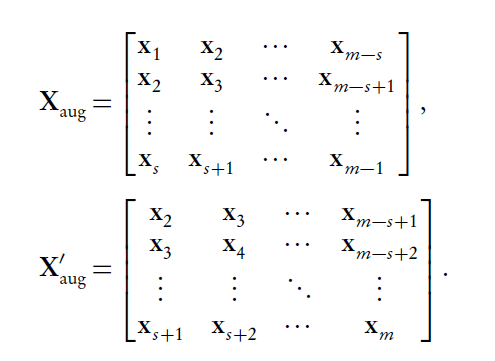 X_aug = [ x_1 x_2 ⋯ x_{m−s}
x_2 x_3 ⋯ x_{m−s+1}
⋮ ⋮ ⋱ ⋮
x_s x_{s+1} ⋯ x_{m−1} ] ,
X′_aug = [ x_2 x_3 ⋯ x_{m−s+1}
x_3 x_4 ⋯ x_{m−s+2}
⋮ ⋮ ⋱ ⋮
x_{s+1} x_{s+2} ⋯ x_m ] .